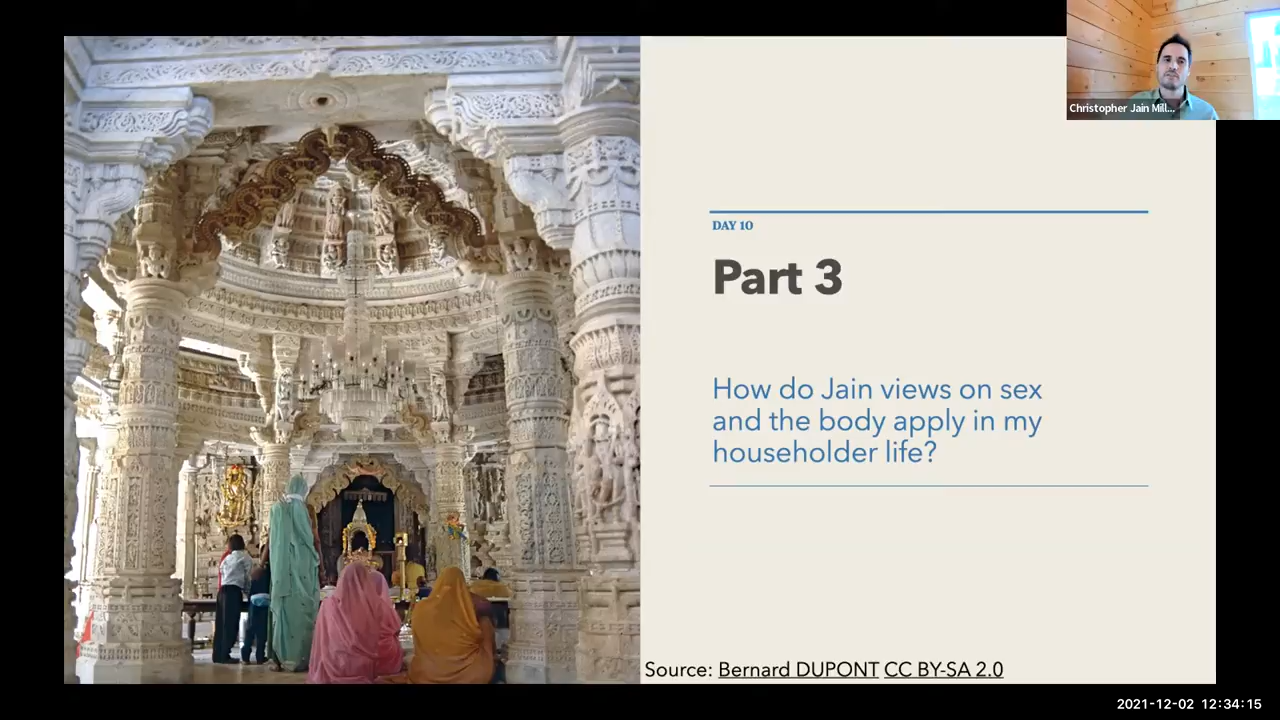 Christopher Jain Mill...
DAY 10
Part 3
How do Jain views on sex
and the body apply in my
householder life?
Source: Bernard DUPONT CC BY-SA 2.0
2021-12-02 12:34:15